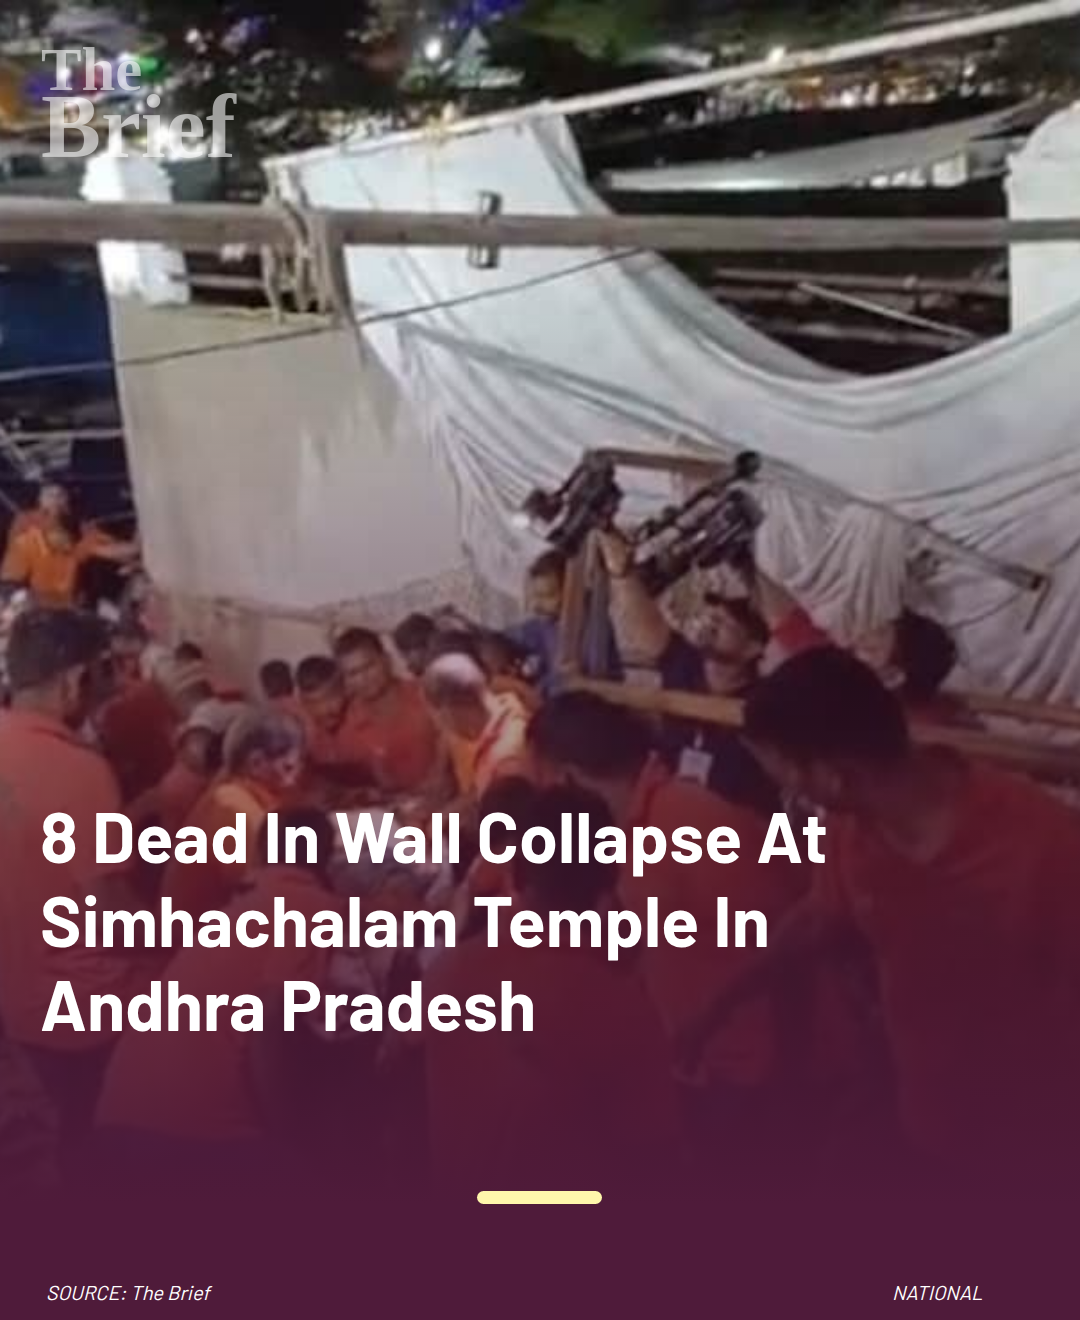 The
Brief
8 Dead In Wall Collapse At
Simhachalam Temple In
Andhra Pradesh
SOURCE: The Brief
NATIONAL